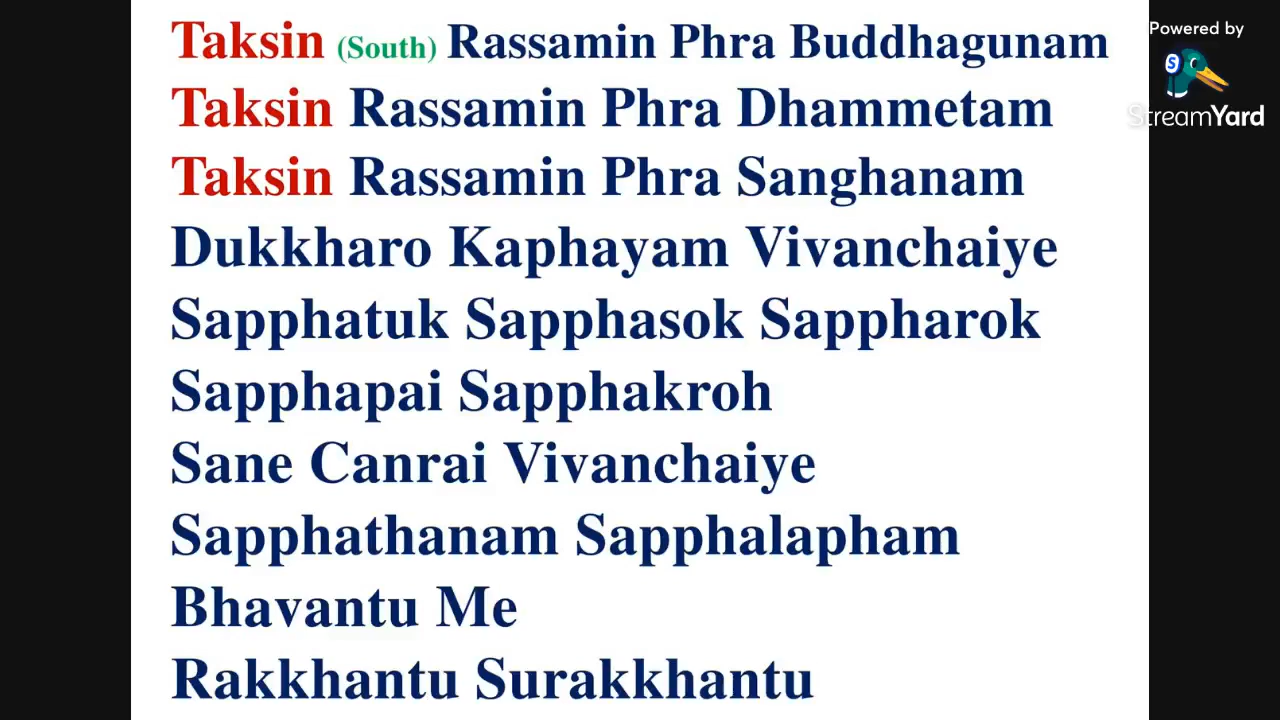 Taksin (South) Rassamin Phra Buddhagunam
Taksin Rassamin Phra Dhammetam
Taksin Rassamin Phra Sanghanam
Dukkharo Kaphayam Vivanchaiye
Sapphatuk Sapphasok Sappharok
Sapphapai Sapphakroh
Sane Canrai Vivanchaiye
Sapphathanam Sapphalapham
Bhavantu Me
Rakkhantu Surakkhantu
Powered by
S
StreamYard